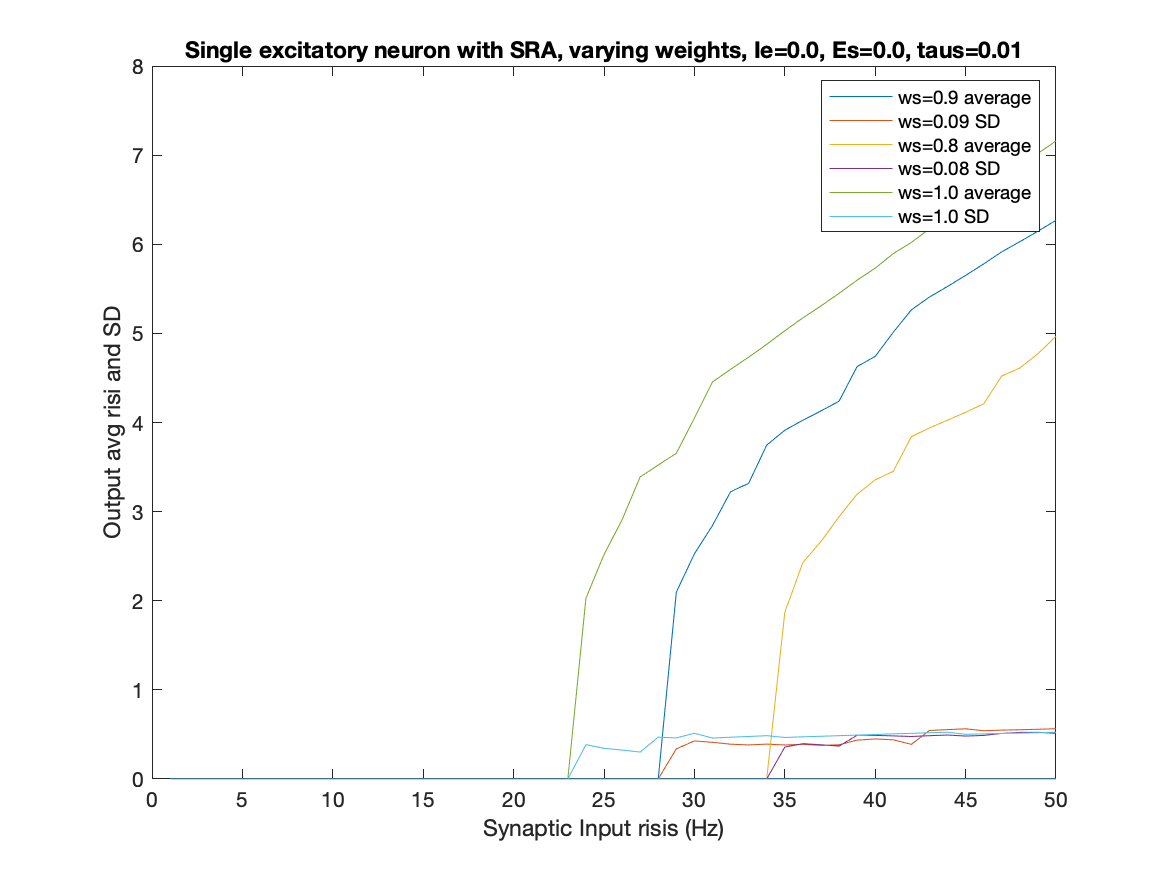 Single excitatory neuron with SRA, varying weights, Ie=0.0, Es=0.0, taus=0.01
ws=0.9 average
ws=0.09 SD
ws=0.8 average
ws=0.08 SD
ws=1.0 average
ws=1.0 SD
Output avg risi and SD
8
7
6
5
4
3
2
1
0
0 5 10 15 20 25 30 35 40 45 50
Synaptic Input risis (Hz)